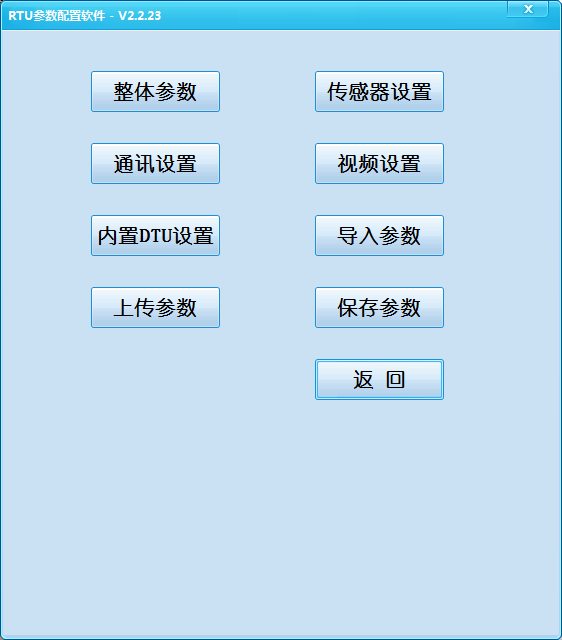 RTU参数配置软件 - V2.2.23
整体参数
传感器设置
通讯设置
视频设置
内置DTU设置
导入参数
上传参数
保存参数
返 回